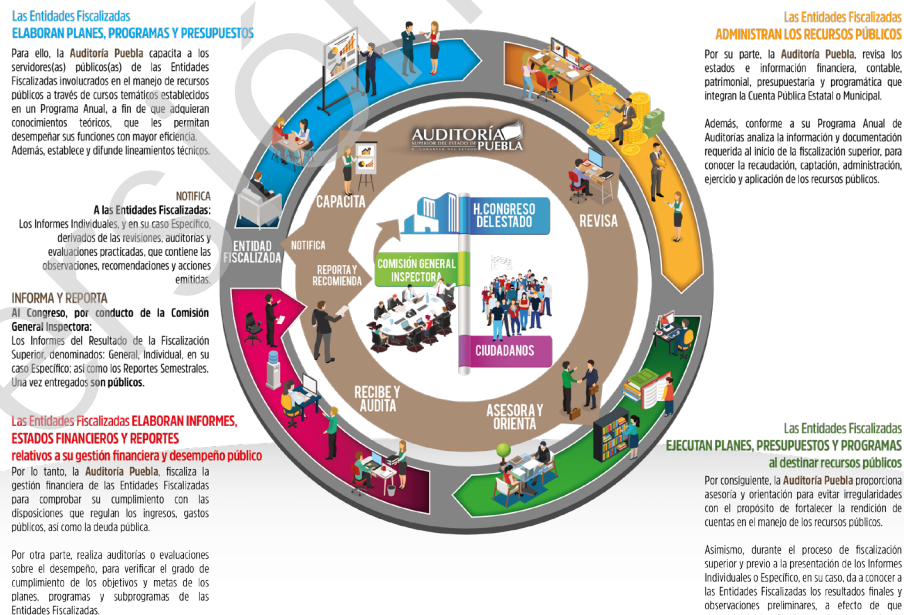 Las Entidades Fiscalizadas
ELABORAN PLANES, PROGRAMAS Y PRESUPUESTOS
Para ello, la Auditoría Puebla capacita a los
servidores(as) públicos(as) de las Entidades
Fiscalizadas involucrados en el manejo de recursos
públicos a través de cursos temáticos establecidos
en un Programa Anual, a fin de que adquieran
conocimientos teóricos, que les permitan
desempeñar sus funciones con mayor eficiencia.
Además, establece y difunde lineamientos técnicos.
NOTIFICA
A las Entidades Fiscalizadas:
Los Informes Individuales, y en su caso Específico,
derivados de las revisiones, auditorías y
evaluaciones practicadas, que contiene las
observaciones, recomendaciones y acciones
emitidas.
INFORMA Y REPORTA
Al Congreso, por conducto de la Comisión
General Inspectora:
Los Informes del Resultado de la Fiscalización
Superior, denominados: General, Individual, en su
caso Específico; así como los Reportes Semestrales.
Una vez entregados son públicos.
Las Entidades Fiscalizadas ELABORAN INFORMES,
ESTADOS FINANCIEROS Y REPORTES
relativos a su gestión financiera y desempeño público
Por lo tanto, la Auditoría Puebla, fiscaliza la
gestión financiera de las Entidades Fiscalizadas
para comprobar su cumplimiento con las
disposiciones que regulan los ingresos, gastos
públicos, así como la deuda pública.
Por otra parte, realiza auditorías o evaluaciones
sobre el desempeño, para verificar el grado de
cumplimiento de los objetivos y metas de los
planes, programas y subprogramas de las
Entidades Fiscalizadas.
AUDITORÍA
SUPERIOR DEL ESTADO DE PUEBLA
H. CONGRESO DEL ESTADO
CAPACITA
REVISA
H. CONGRESO
DEL ESTADO
ENTIDAD
FISCALIZADA
NOTIFICA
REPORTA Y
RECOMIENDA
COMISIÓN GENERAL
INSPECTORA
CIUDADANOS
RECIBE Y
AUDITA
ASESORA Y
ORIENTA
Las Entidades Fiscalizadas
ADMINISTRAN LOS RECURSOS PÚBLICOS
Por su parte, la Auditoría Puebla, revisa los
estados e información financiera, contable,
patrimonial, presupuestaria y programática que
integran la Cuenta Pública Estatal o Municipal.
Además, conforme a su Programa Anual de
Auditorías analiza la información y documentación
requerida al inicio de la fiscalización superior, para
conocer la recaudación, captación, administración,
ejercicio y aplicación de los recursos públicos.
Las Entidades Fiscalizadas
EJECUTAN PLANES, PRESUPUESTOS Y PROGRAMAS
al destinar recursos públicos
Por consiguiente, la Auditoría Puebla proporciona
asesoría y orientación para evitar irregularidades
con el propósito de fortalecer la rendición de
cuentas en el manejo de los recursos públicos.
Asimismo, durante el proceso de fiscalización
superior y previo a la presentación de los Informes
Individuales o Específico, en su caso, da a conocer a
las Entidades Fiscalizadas los resultados finales y
observaciones preliminares, a efecto de que